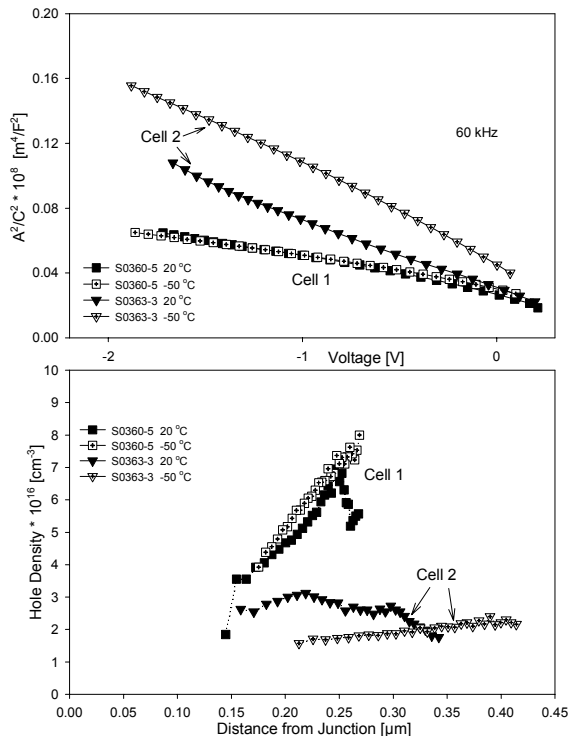 0.20
0.16
0.12
0.08
0.04
0.00
A²/C² * 10⁸ [m⁴/F²]
60 kHz
Cell 2
Cell 1
S0360-5 20 °C
S0360-5 -50 °C
S0363-3 20 °C
S0363-3 -50 °C
-2 -1 0
Voltage [V]
10
9
8
7
6
5
4
3
2
1
0
Hole Density * 10¹⁶ [cm⁻³]
S0360-5 20 °C
S0360-5 -50 °C
S0363-3 20 °C
S0363-3 -50 °C
Cell 1
Cell 2
0.00 0.05 0.10 0.15 0.20 0.25 0.30 0.35 0.40 0.45
Distance from Junction [µm]